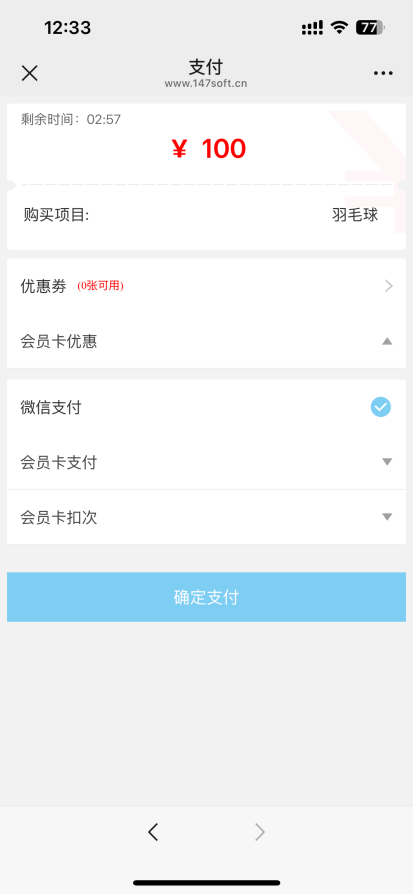 12:33
77
支付
www.147soft.cn
剩余时间：02:57
¥ 100
购买项目:
羽毛球
优惠券 (0张可用)
会员卡优惠
微信支付
会员卡支付
会员卡扣次
确定支付